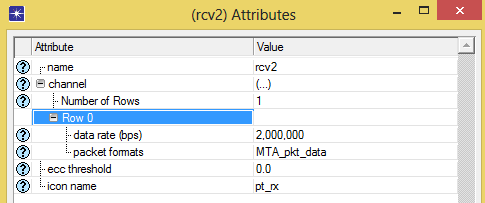 (rcv2) Attributes
Attribute Value
name rcv2
channel (...)
Number of Rows 1
Row 0
data rate (bps) 2,000,000
packet formats MTA_pkt_data
ecc threshold 0.0
icon name pt_rx